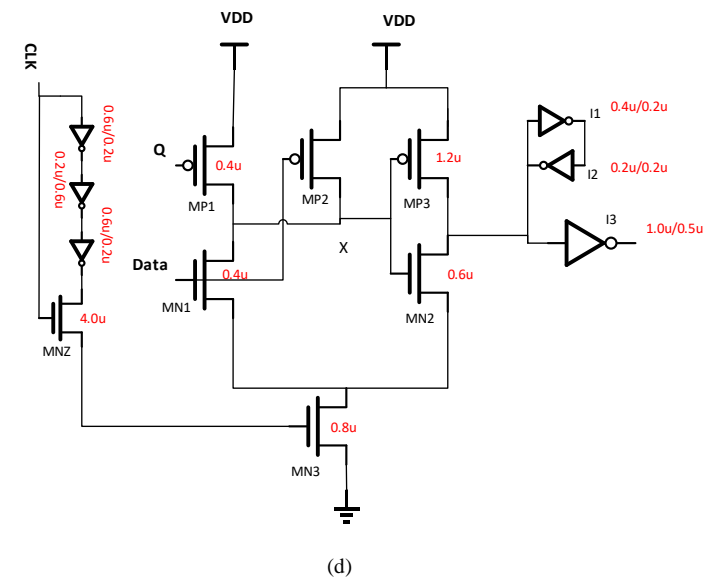 VDD
VDD
CLK
0.6u/0.2u
0.2u/0.6u
0.6u/0.2u
Q
0.4u
MP1
MP2
1.2u
MP3
I1
0.4u/0.2u
I2
0.2u/0.2u
I3
1.0u/0.5u
X
Data
0.4u
MN1
0.6u
MN2
4.0u
MNZ
0.8u
MN3
(d)